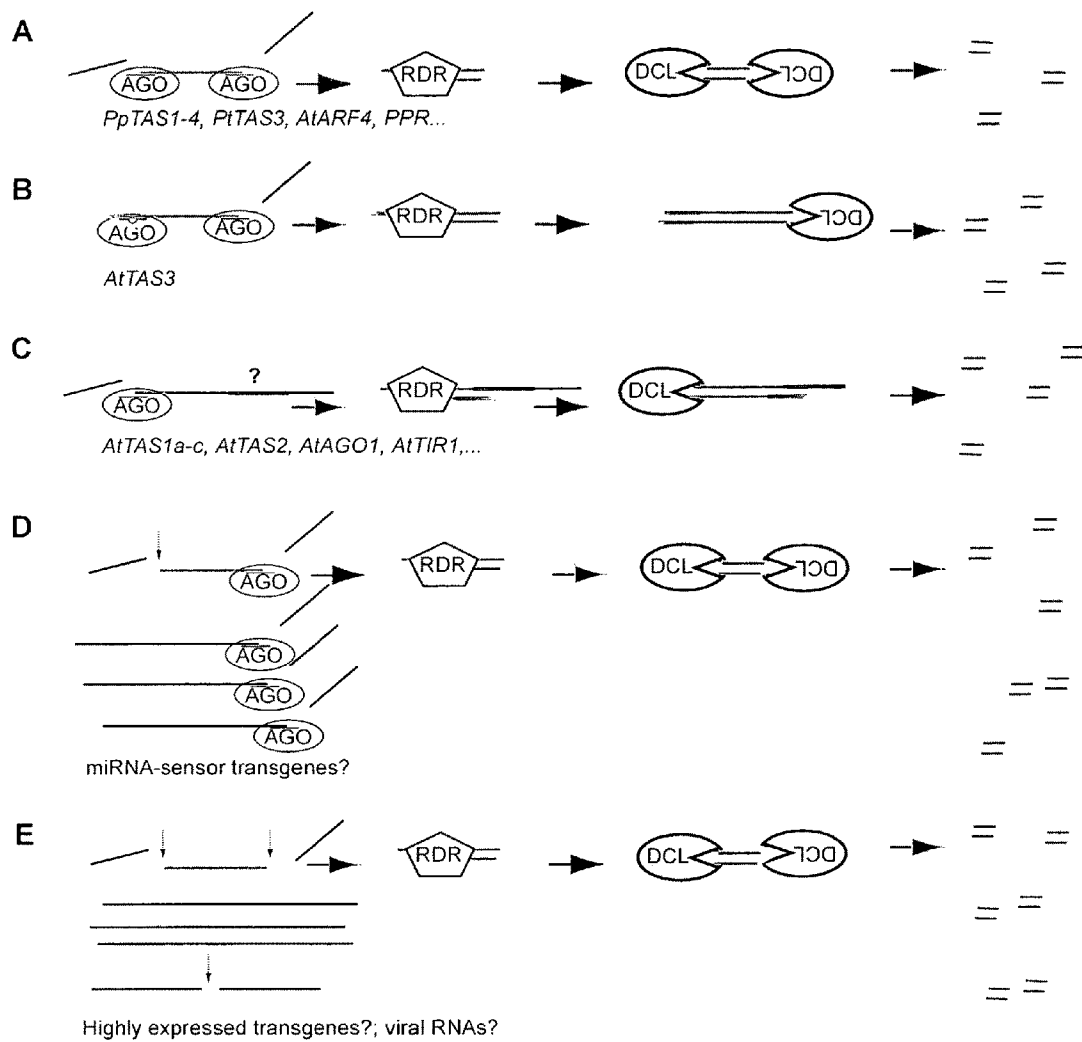 A
AGO AGO RDR DCL DCL
PpTAS1-4, PtTAS3, AtARF4, PPR...
B
AGO AGO RDR DCL
AtTAS3
C
?
AGO RDR DCL
AtTAS1a-c, AtTAS2, AtAGO1, AtTIR1,...
D
AGO RDR DCL DCL
AGO
AGO
AGO
miRNA-sensor transgenes?
E
RDR DCL DCL
Highly expressed transgenes?; viral RNAs?